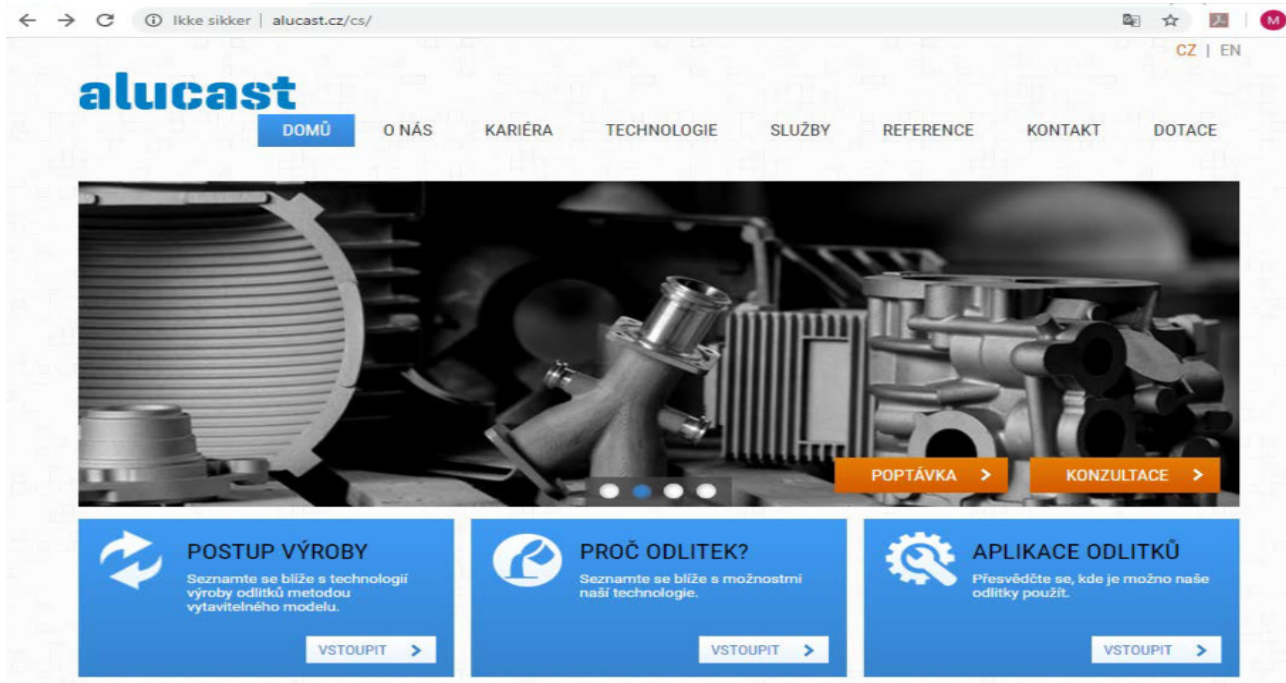 Ikke sikker | alucast.cz/cs/
M
CZ | EN
alucast
DOMŮ O NÁS KARIÉRA TECHNOLOGIE SLUŽBY REFERENCE KONTAKT DOTACE
POPTÁVKA > KONZULTACE >
POSTUP VÝROBY
Seznamte se blíže s technologií
výroby odlitků metodou
vytavitelného modelu.
VSTOUPIT >
PROČ ODLITEK?
Seznamte se blíže s možnostmi
naší technologie.
VSTOUPIT >
APLIKACE ODLITKŮ
Přesvědčte se, kde je možno naše
odlitky použít.
VSTOUPIT >